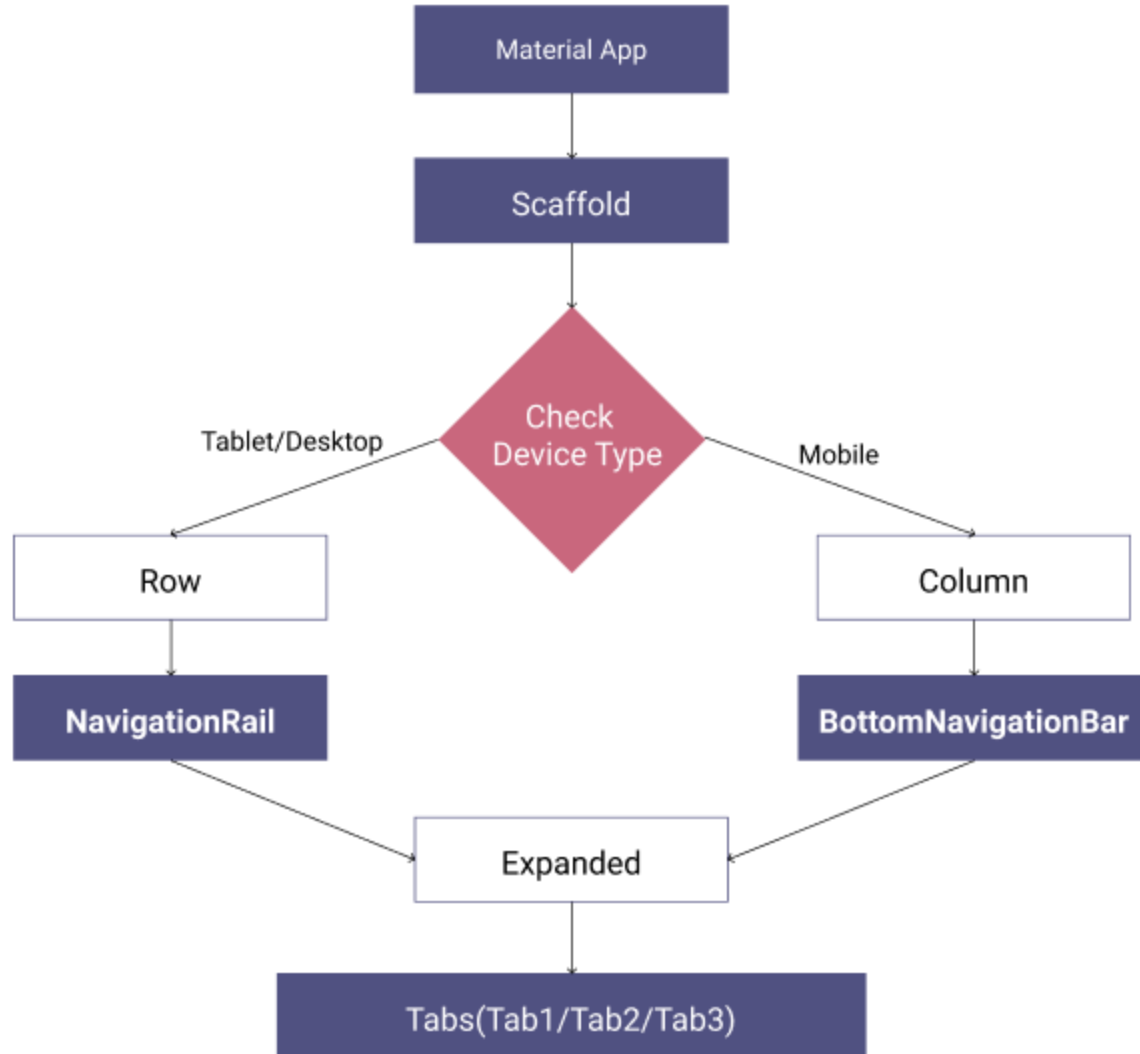 Material App
Scaffold
Check
Device Type
Tablet/Desktop
Mobile
Row
Column
NavigationRail
BottomNavigationBar
Expanded
Tabs(Tab1/Tab2/Tab3)